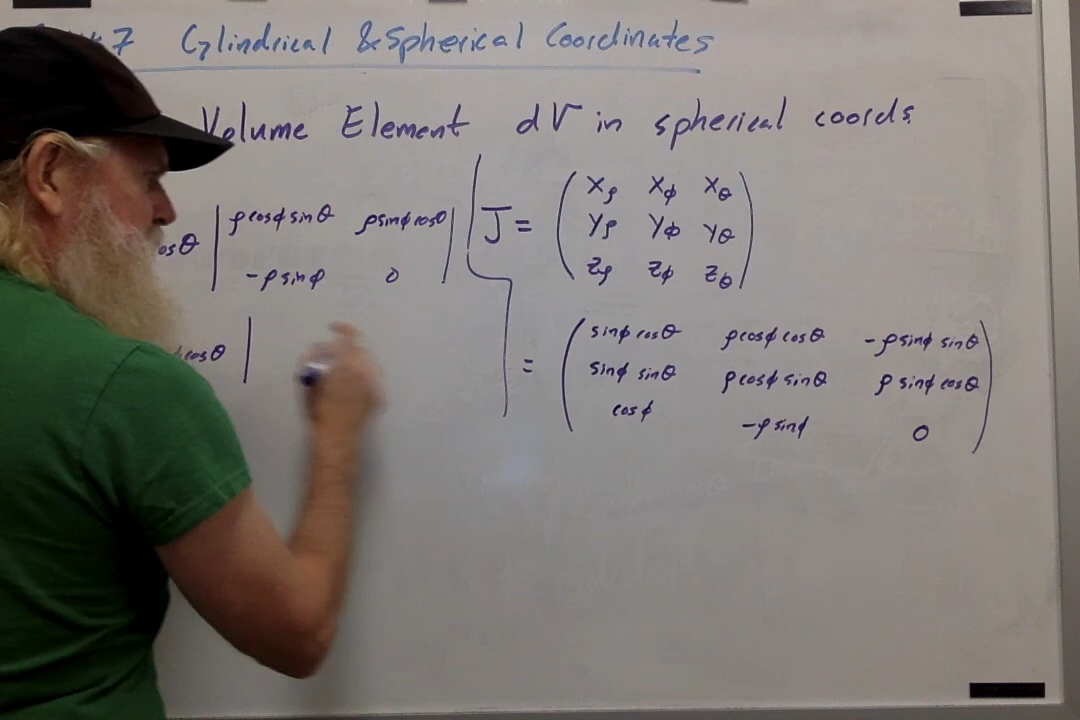 7 Cylindrical & Spherical Coordinates
Volume Element dV in spherical coords
osθ | ρcosϕ sinθ ρsinϕ cosθ |
-ρ sinϕ 0
cosθ |
J = ( xρ xϕ xθ
yρ yϕ yθ
zρ zϕ zθ )
= ( sinϕ cosθ ρcosϕ cosθ -ρsinϕ sinθ
sinϕ sinθ ρcosϕ sinθ ρ sinϕ cosθ
cosϕ -ρ sinϕ 0 )